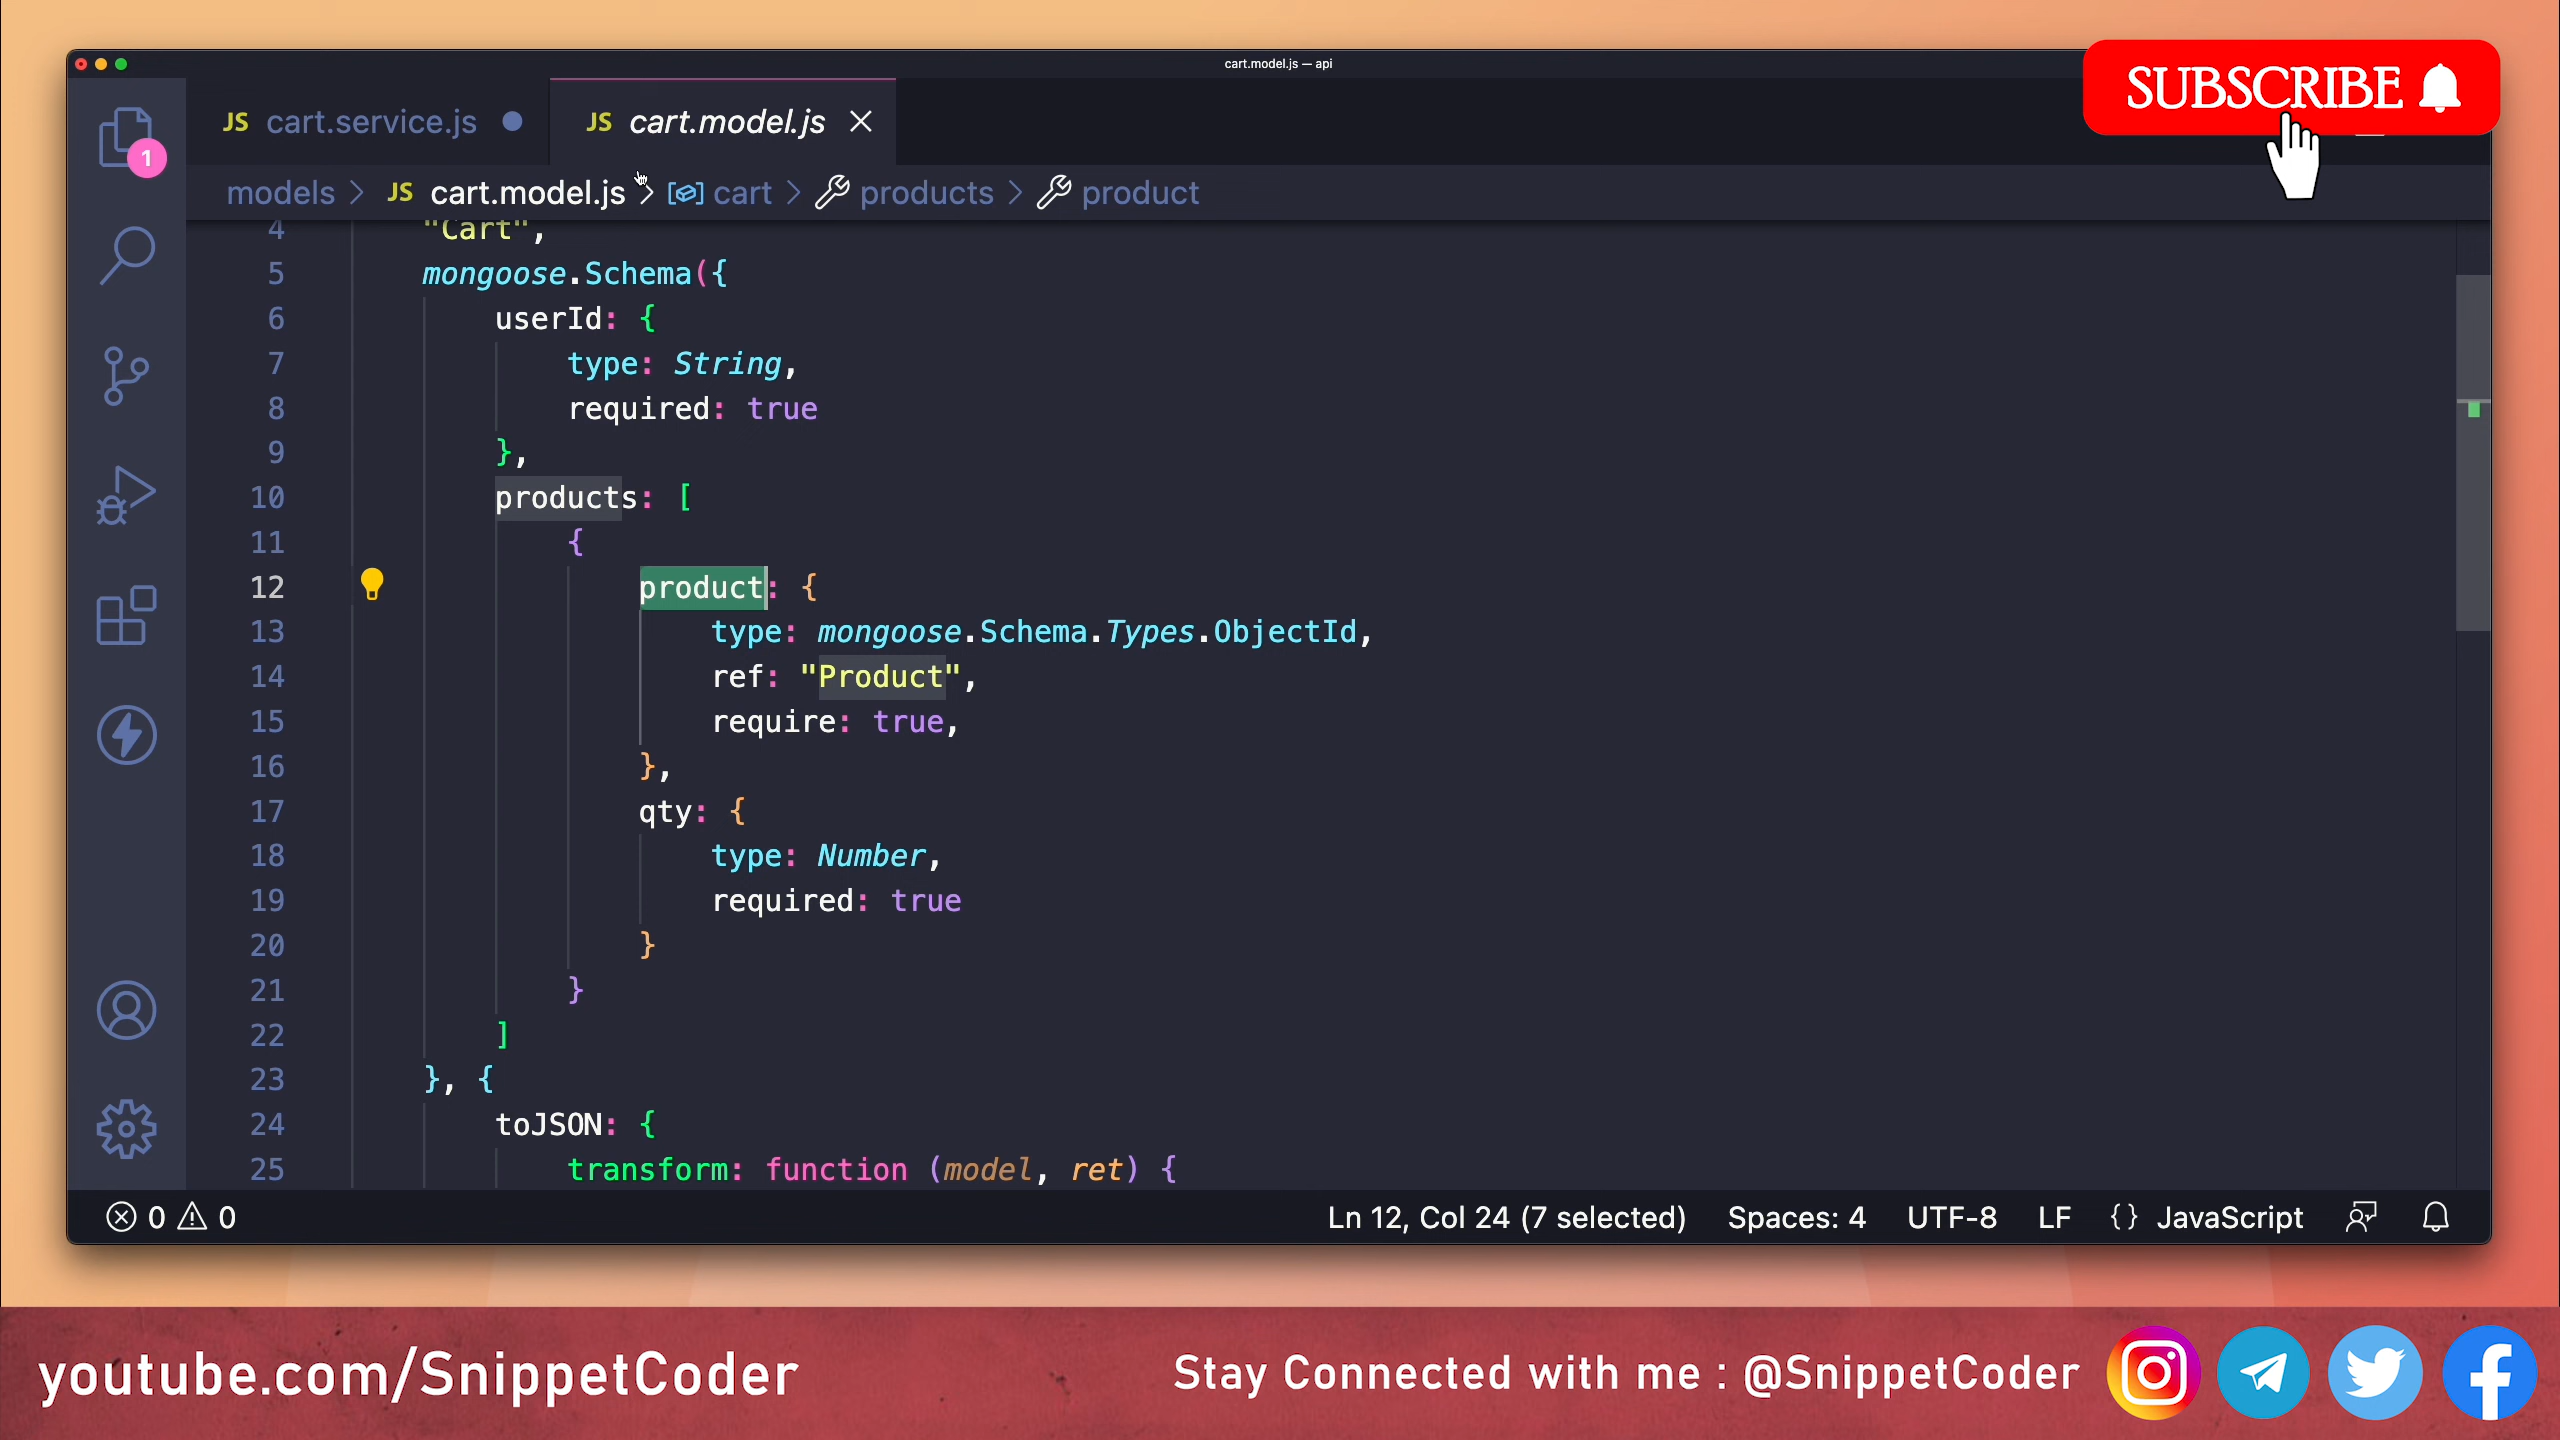 cart.model.js — api
SUBSCRIBE
JS cart.service.js
JS cart.model.js
1
models > JS cart.model.js > cart > products > product
4 "Cart",
5 mongoose.Schema({
6 userId: {
7 type: String,
8 required: true
9 },
10 products: [
11 {
12 product: {
13 type: mongoose.Schema.Types.ObjectId,
14 ref: "Product",
15 require: true,
16 },
17 qty: {
18 type: Number,
19 required: true
20 }
21 }
22 ]
23 }, {
24 toJSON: {
25 transform: function (model, ret) {
0 0
Ln 12, Col 24 (7 selected) Spaces: 4 UTF-8 LF {} JavaScript
youtube.com/SnippetCoder
Stay Connected with me : @SnippetCoder